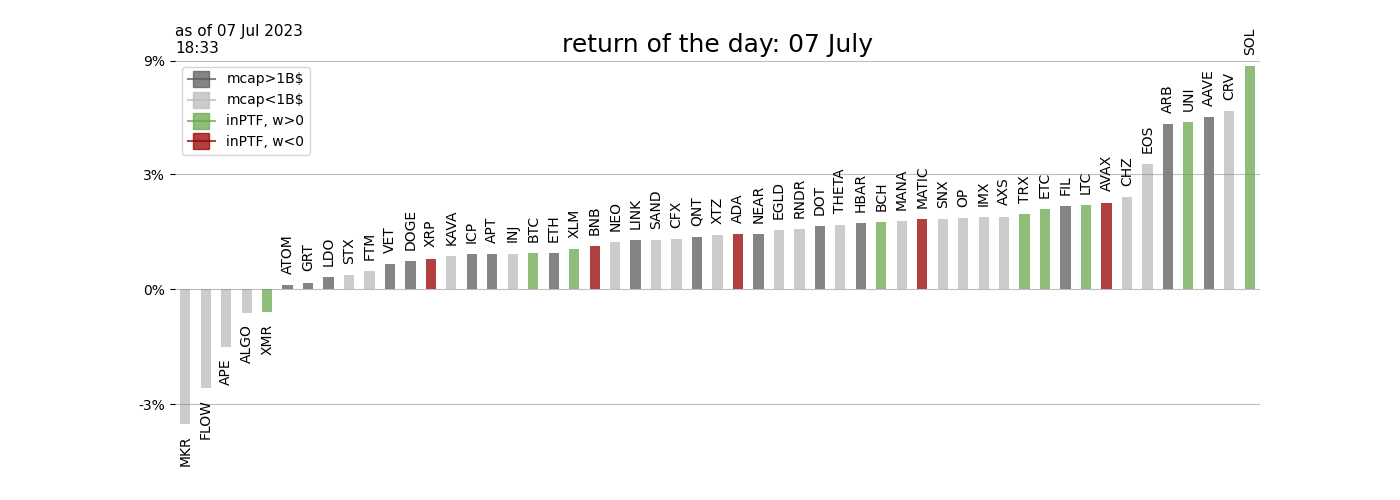 as of 07 Jul 2023
18:33
return of the day: 07 July
9%
3%
0%
-3%
mcap>1B$
mcap<1B$
inPTF, w>0
inPTF, w<0
MKR
FLOW
APE
ALGO
XMR
ATOM
GRT
LDO
STX
FTM
VET
DOGE
XRP
KAVA
ICP
APT
INJ
BTC
ETH
XLM
BNB
NEO
LINK
SAND
CFX
QNT
XTZ
ADA
NEAR
EGLD
RNDR
DOT
THETA
HBAR
BCH
MANA
MATIC
SNX
OP
IMX
AXS
TRX
ETC
FIL
LTC
AVAX
CHZ
EOS
ARB
UNI
AAVE
CRV
SOL